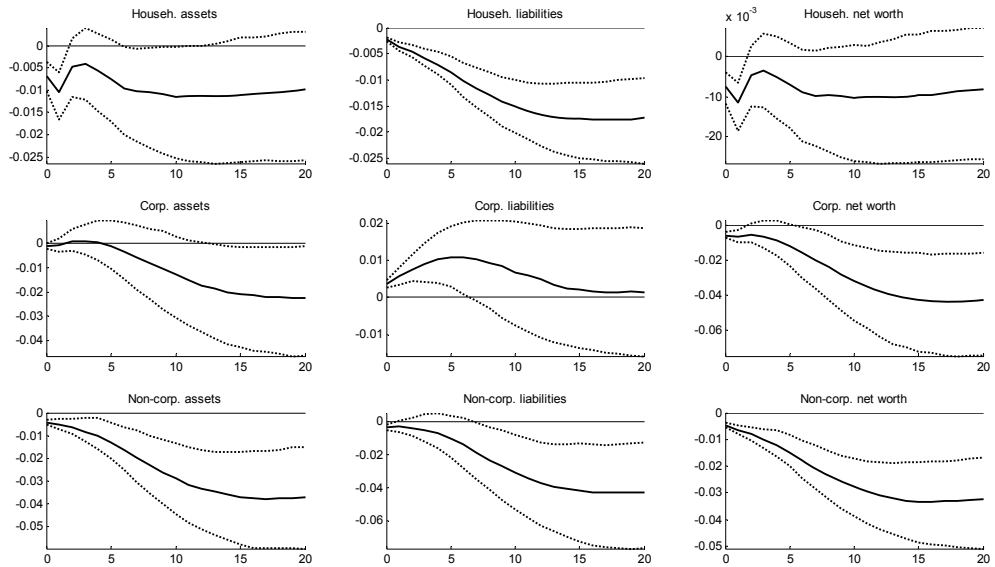 Househ. assets
0
-0.005
-0.01
-0.015
-0.02
-0.025
0 5 10 15 20
Househ. liabilities
0
-0.005
-0.01
-0.015
-0.02
-0.025
0 5 10 15 20
Househ. net worth
x 10⁻³
0
-10
-20
0 5 10 15 20
Corp. assets
0
-0.01
-0.02
-0.03
-0.04
0 5 10 15 20
Corp. liabilities
0.02
0.01
0
-0.01
0 5 10 15 20
Corp. net worth
0
-0.02
-0.04
-0.06
0 5 10 15 20
Non-corp. assets
0
-0.01
-0.02
-0.03
-0.04
-0.05
0 5 10 15 20
Non-corp. liabilities
0
-0.02
-0.04
-0.06
0 5 10 15 20
Non-corp. net worth
0
-0.01
-0.02
-0.03
-0.04
-0.05
0 5 10 15 20